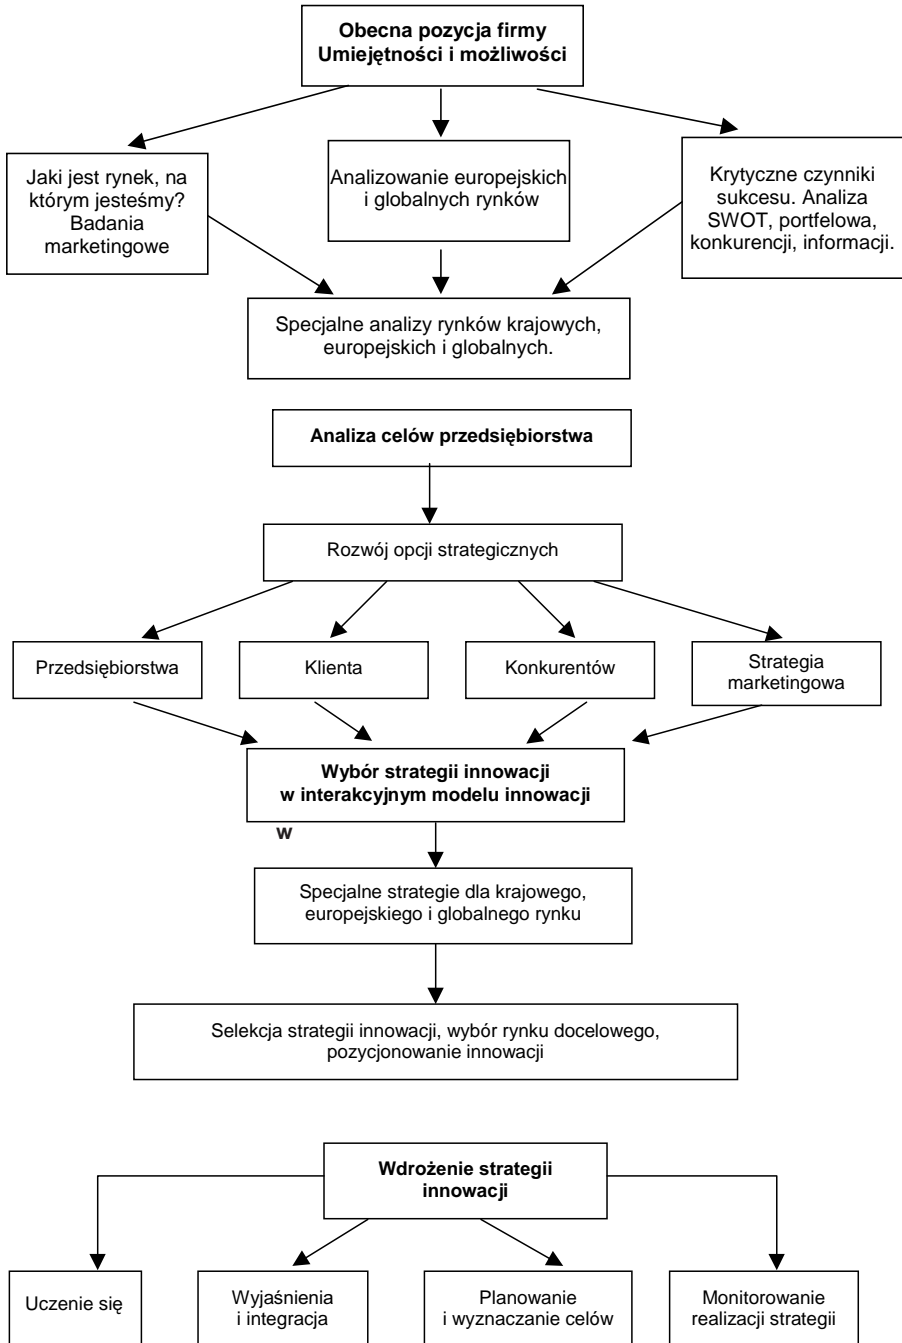 Obecna pozycja firmy
Umiejętności i możliwości
Jaki jest rynek, na
którym jesteśmy?
Badania
marketingowe
Analizowanie europejskich
i globalnych rynków
Krytyczne czynniki
sukcesu. Analiza
SWOT, portfelowa,
konkurencji, informacji.
Specjalne analizy rynków krajowych,
europejskich i globalnych.
Analiza celów przedsiębiorstwa
Rozwój opcji strategicznych
Przedsiębiorstwa
Klienta
Konkurentów
Strategia
marketingowa
Wybór strategii innowacji
w interakcyjnym modelu innowacji
w
Specjalne strategie dla krajowego,
europejskiego i globalnego rynku
Selekcja strategii innowacji, wybór rynku docelowego,
pozycjonowanie innowacji
Wdrożenie strategii
innowacji
Uczenie się
Wyjaśnienia
i integracja
Planowanie
i wyznaczanie celów
Monitorowanie
realizacji strategii